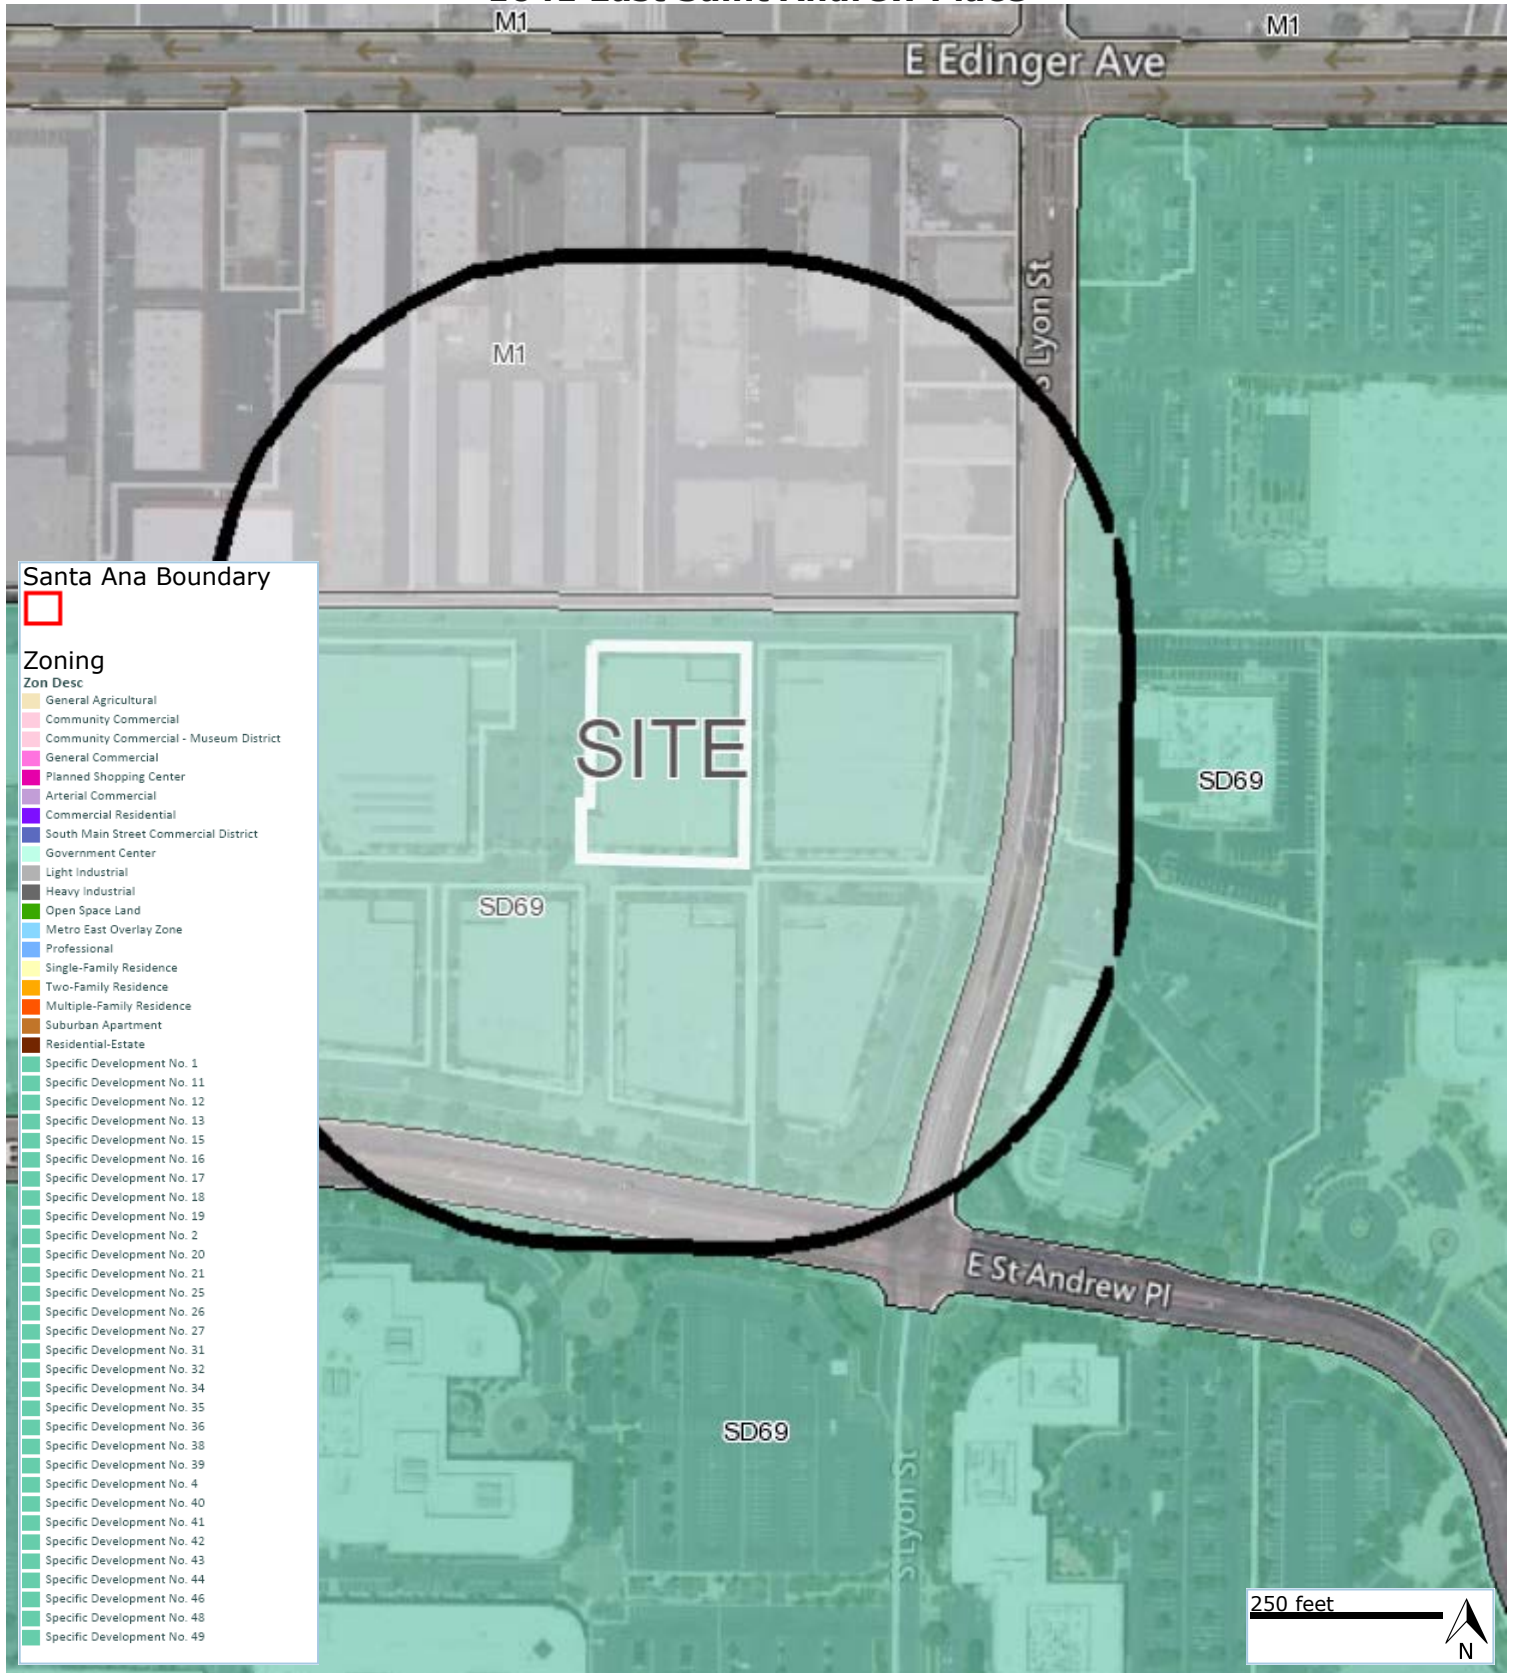 M1
M1
E Edinger Ave
S Lyon St
M1
Santa Ana Boundary
Zoning
Zon Desc
General Agricultural
Community Commercial
Community Commercial - Museum District
General Commercial
Planned Shopping Center
Arterial Commercial
Commercial Residential
South Main Street Commercial District
Government Center
Light Industrial
Heavy Industrial
Open Space Land
Metro East Overlay Zone
Professional
Single-Family Residence
Two-Family Residence
Multiple-Family Residence
Suburban Apartment
Residential-Estate
Specific Development No. 1
Specific Development No. 11
Specific Development No. 12
Specific Development No. 13
Specific Development No. 15
Specific Development No. 16
Specific Development No. 17
Specific Development No. 18
Specific Development No. 19
Specific Development No. 2
Specific Development No. 20
Specific Development No. 21
Specific Development No. 25
Specific Development No. 26
Specific Development No. 27
Specific Development No. 31
Specific Development No. 32
Specific Development No. 34
Specific Development No. 35
Specific Development No. 36
Specific Development No. 38
Specific Development No. 39
Specific Development No. 4
Specific Development No. 40
Specific Development No. 41
Specific Development No. 42
Specific Development No. 43
Specific Development No. 44
Specific Development No. 46
Specific Development No. 48
Specific Development No. 49
SITE
SD69
SD69
E St Andrew Pl
SD69
S Lyon St
250 feet
N